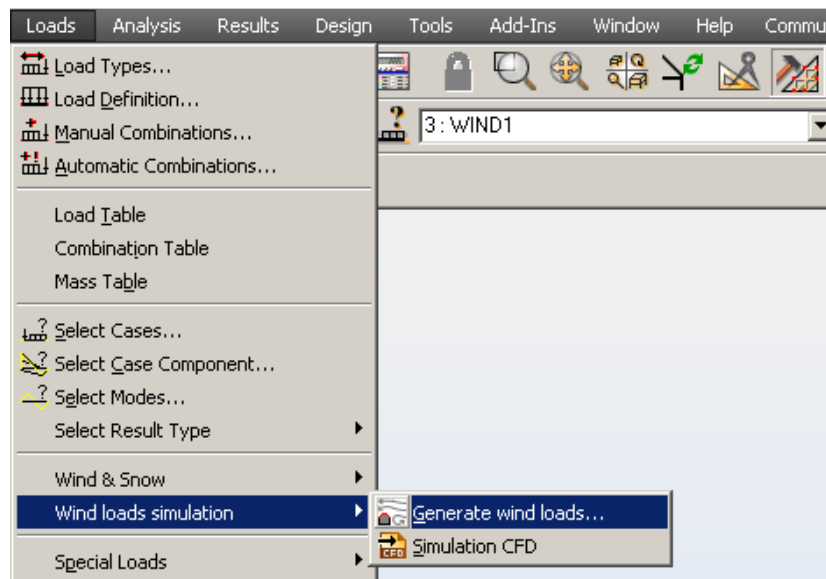 Loads Analysis Results Design Tools Add-Ins Window Help Commu
Load Types...
Load Definition...
3 : WIND1
Manual Combinations...
Automatic Combinations...
Load Table
Combination Table
Mass Table
Select Cases...
Select Case Component...
Select Modes...
Select Result Type
Wind & Snow
Wind loads simulation
Generate wind loads...
CFD Simulation CFD
Special Loads